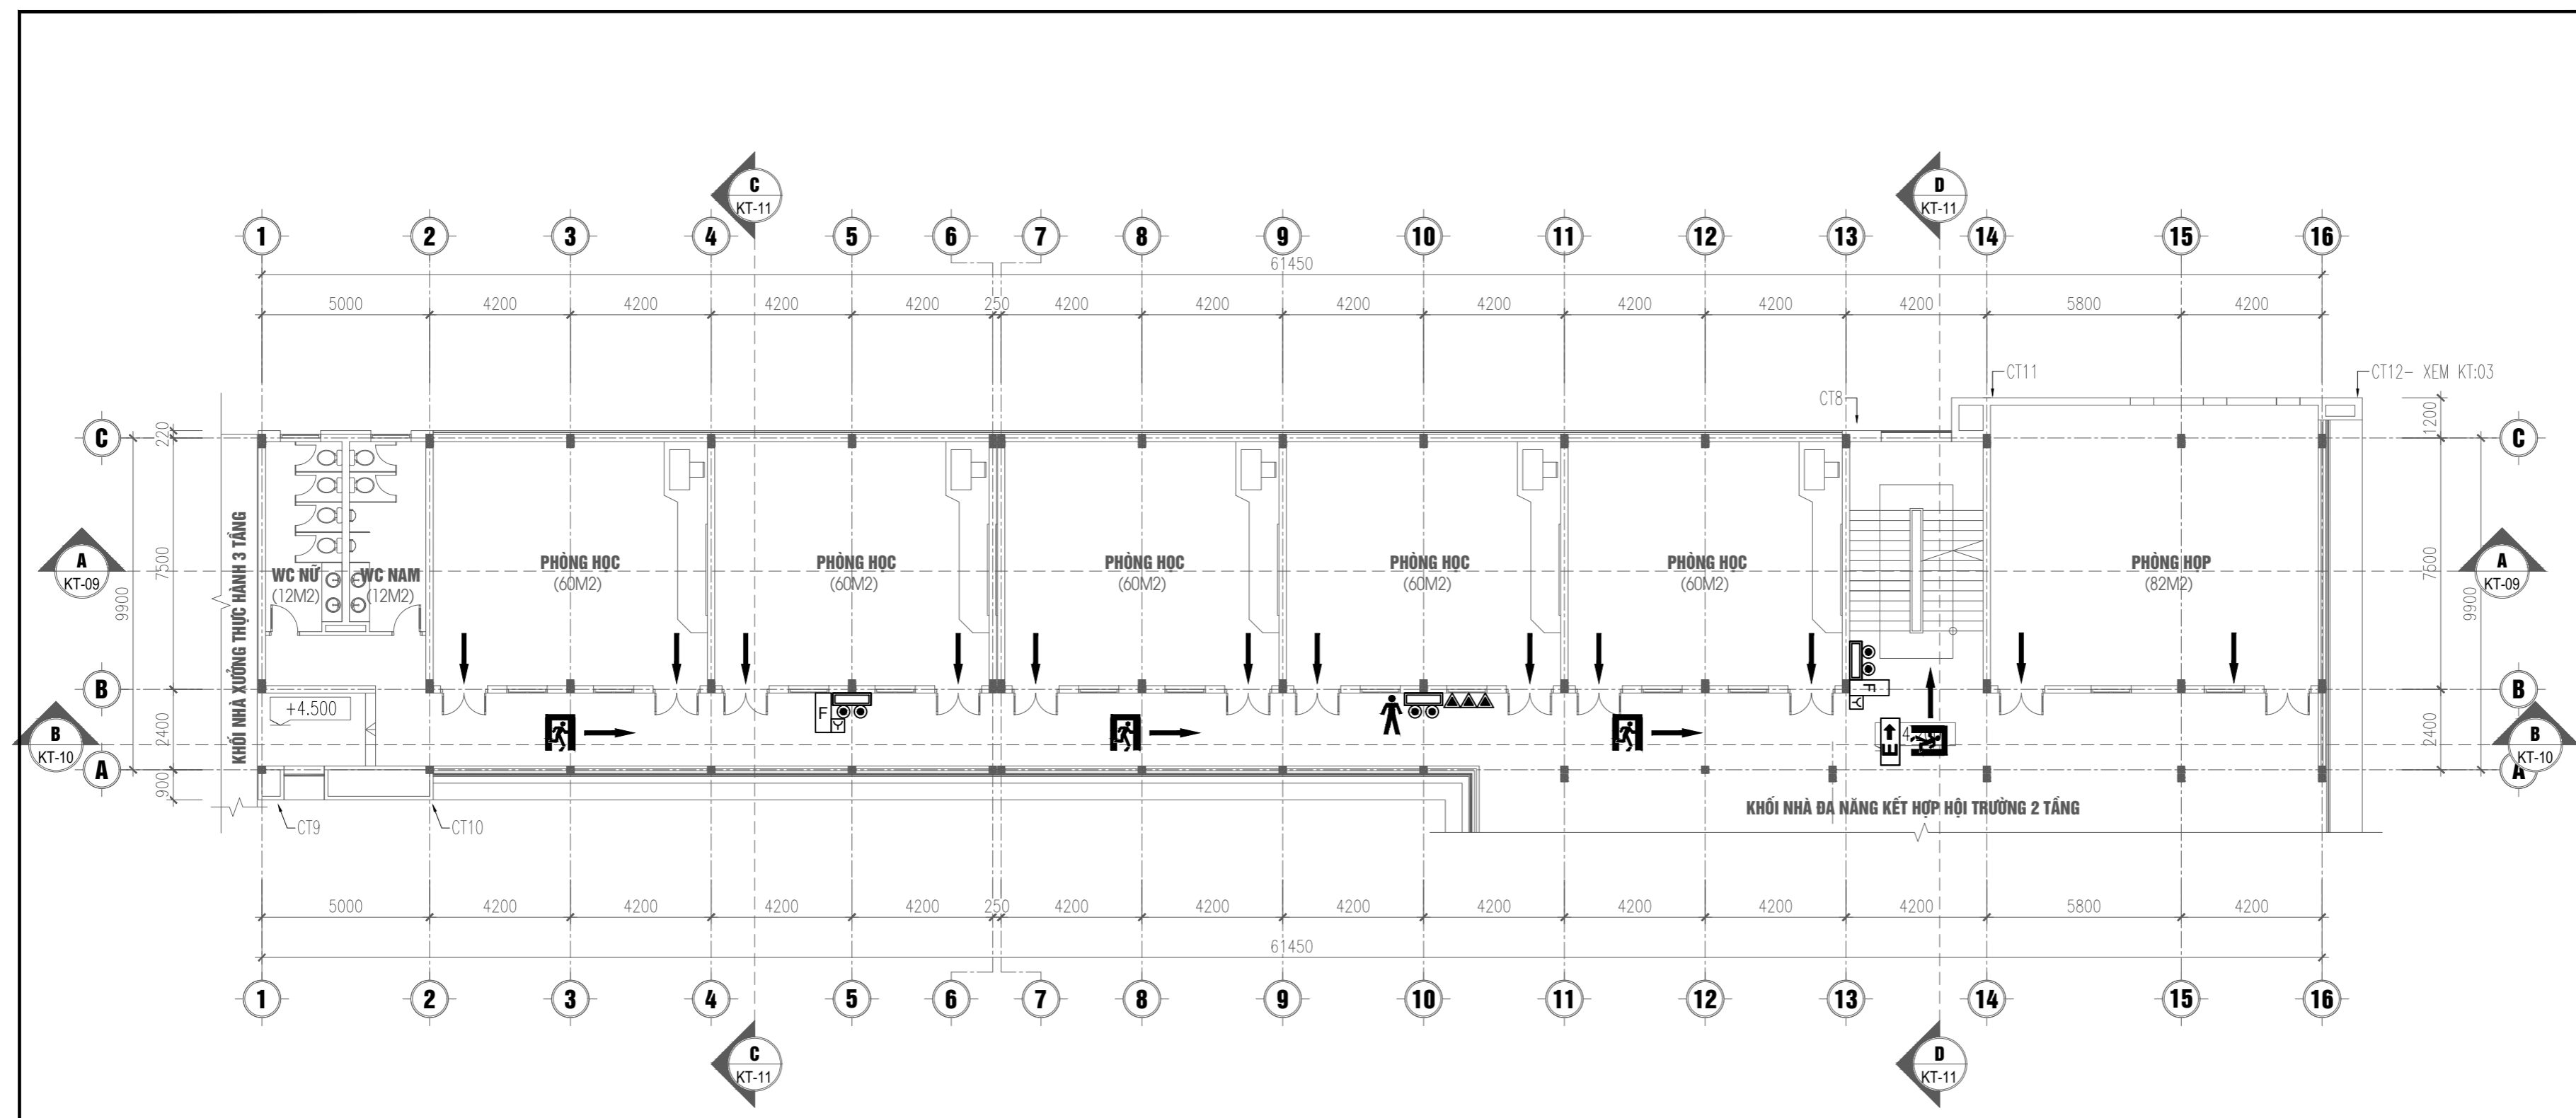 C
KT-11
D
KT-11
1 2 3 4 5 6 7 8 9 10 11 12 13 14 15 16
61450
5000 4200 4200 4200 4200 250 4200 4200 4200 4200 4200 4200 4200 5800 4200
CT8
CT11
CT12- XEM KT:03
C
220
1200
C
KHỐI NHÀ XƯỞNG THỰC HÀNH 3 TẦNG
A
KT-09
9900
7500
WC NỮ
(12M2)
WC NAM
(12M2)
PHÒNG HỌC
(60M2)
PHÒNG HỌC
(60M2)
PHÒNG HỌC
(60M2)
PHÒNG HỌC
(60M2)
PHÒNG HỌC
(60M2)
PHÒNG HỌP
(82M2)
7500
9900
A
KT-09
B
+4.500
F
F
B
B
KT-10
2400
E
2400
B
KT-10
A
900
A
CT9
CT10
KHỐI NHÀ ĐA NĂNG KẾT HỢP HỘI TRƯỜNG 2 TẦNG
5000 4200 4200 4200 4200 250 4200 4200 4200 4200 4200 4200 4200 5800 4200
61450
1 2 3 4 5 6 7 8 9 10 11 12 13 14 15 16
C
KT-11
D
KT-11